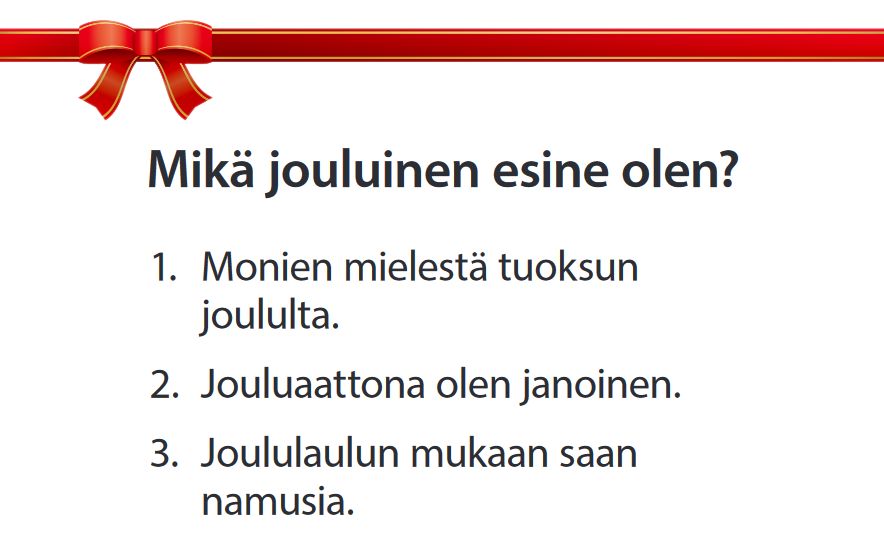 Mikä jouluinen esine olen?
1. Monien mielestä tuoksun
joululta.
2. Jouluaattona olen janoinen.
3. Joululaulun mukaan saan
namusia.